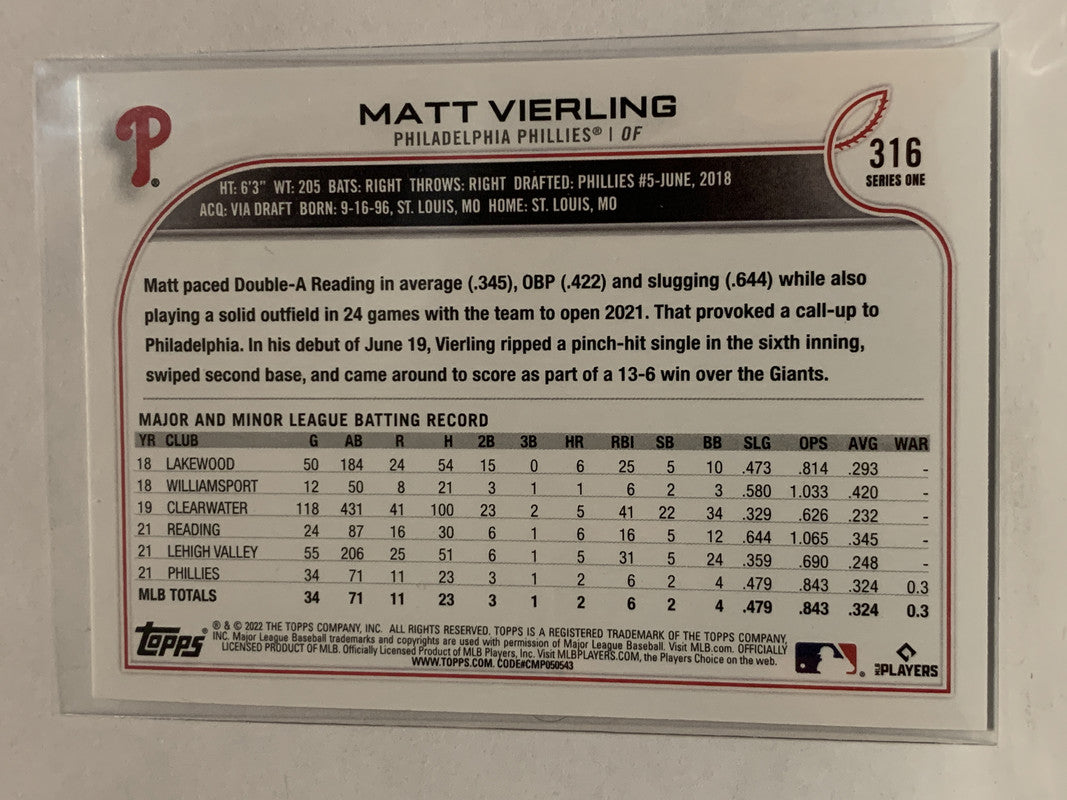 P
MATT VIERLING
PHILADELPHIA PHILLIES® | OF
316
SERIES ONE
HT: 6'3" WT: 205 BATS: RIGHT THROWS: RIGHT DRAFTED: PHILLIES #5-JUNE, 2018
ACQ: VIA DRAFT BORN: 9-16-96, ST. LOUIS, MO HOME: ST. LOUIS, MO
Matt paced Double-A Reading in average (.345), OBP (.422) and slugging (.644) while also
playing a solid outfield in 24 games with the team to open 2021. That provoked a call-up to
Philadelphia. In his debut of June 19, Vierling ripped a pinch-hit single in the sixth inning,
swiped second base, and came around to score as part of a 13-6 win over the Giants.
MAJOR AND MINOR LEAGUE BATTING RECORD
YR CLUB G AB R H 2B 3B HR RBI SB BB SLG OPS AVG WAR
18 LAKEWOOD 50 184 24 54 15 0 6 25 5 10 .473 .814 .293 -
18 WILLIAMSPORT 12 50 8 21 3 1 1 6 2 3 .580 1.033 .420 -
19 CLEARWATER 118 431 41 100 23 2 5 41 22 34 .329 .626 .232 -
21 READING 24 87 16 30 6 1 6 16 5 12 .644 1.065 .345 -
21 LEHIGH VALLEY 55 206 25 51 6 1 5 31 5 24 .359 .690 .248 -
21 PHILLIES 34 71 11 23 3 1 2 6 2 4 .479 .843 .324 0.3
MLB TOTALS 34 71 11 23 3 1 2 6 2 4 .479 .843 .324 0.3
topps®
® & © 2022 THE TOPPS COMPANY, INC. ALL RIGHTS RESERVED. TOPPS IS A REGISTERED TRADEMARK OF THE TOPPS COMPANY,
INC. Major League Baseball trademarks and copyrights are used with permission of Major League Baseball. Visit MLB.com. OFFICIALLY
LICENSED PRODUCT OF MLB. Officially Licensed Product of MLB Players, Inc. Visit MLBPLAYERS.COM, the Players Choice on the web.
WWW.TOPPS.COM. CODE#CMP050543
MLB PLAYERS